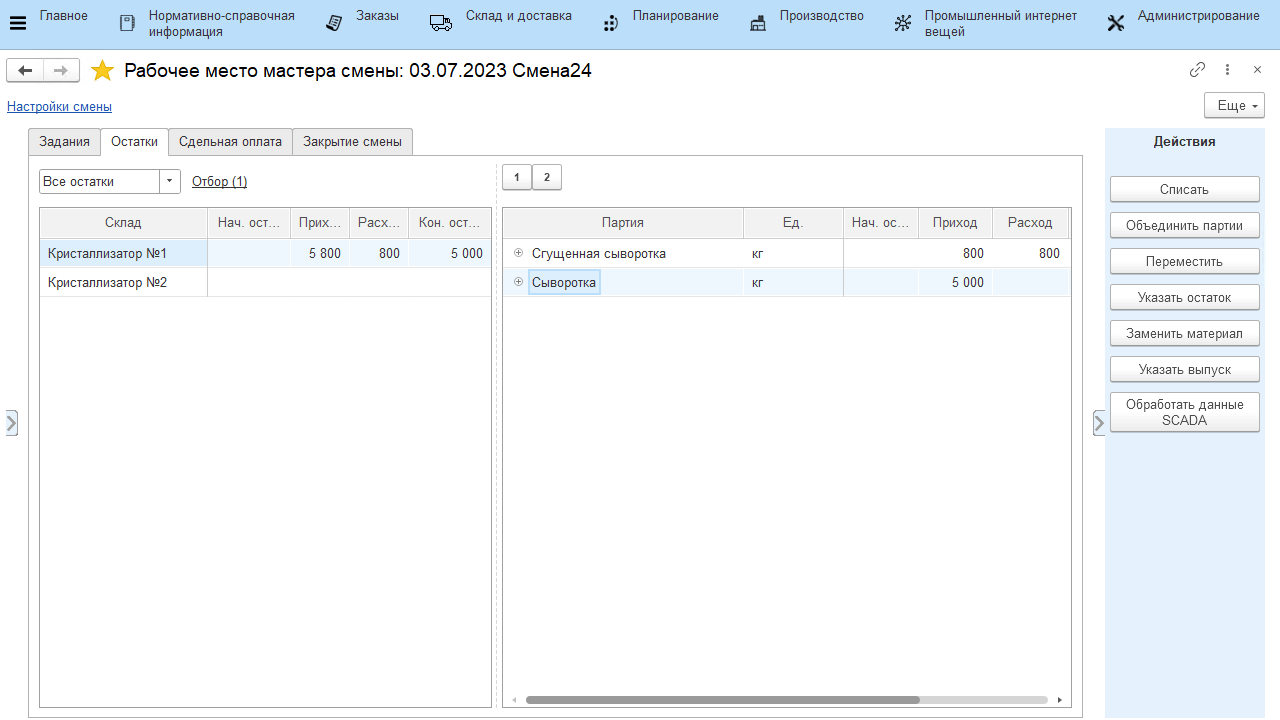 Главное
Нормативно-справочная
информация
Заказы
Склад и доставка
Планирование
Производство
Промышленный интернет
вещей
Администрирование
Рабочее место мастера смены: 03.07.2023 Смена24
Настройки смены
Еще
Задания Остатки Сдельная оплата Закрытие смены
Все остатки Отбор (1)
1 2
Склад Нач. ост... Прих... Расх... Кон. ост...
Кристаллизатор №1 5 800 800 5 000
Кристаллизатор №2
Партия Ед. Нач. ос... Приход Расход
Сгущенная сыворотка кг 800 800
Сыворотка кг 5 000
Действия
Списать
Объединить партии
Переместить
Указать остаток
Заменить материал
Указать выпуск
Обработать данные
SCADA